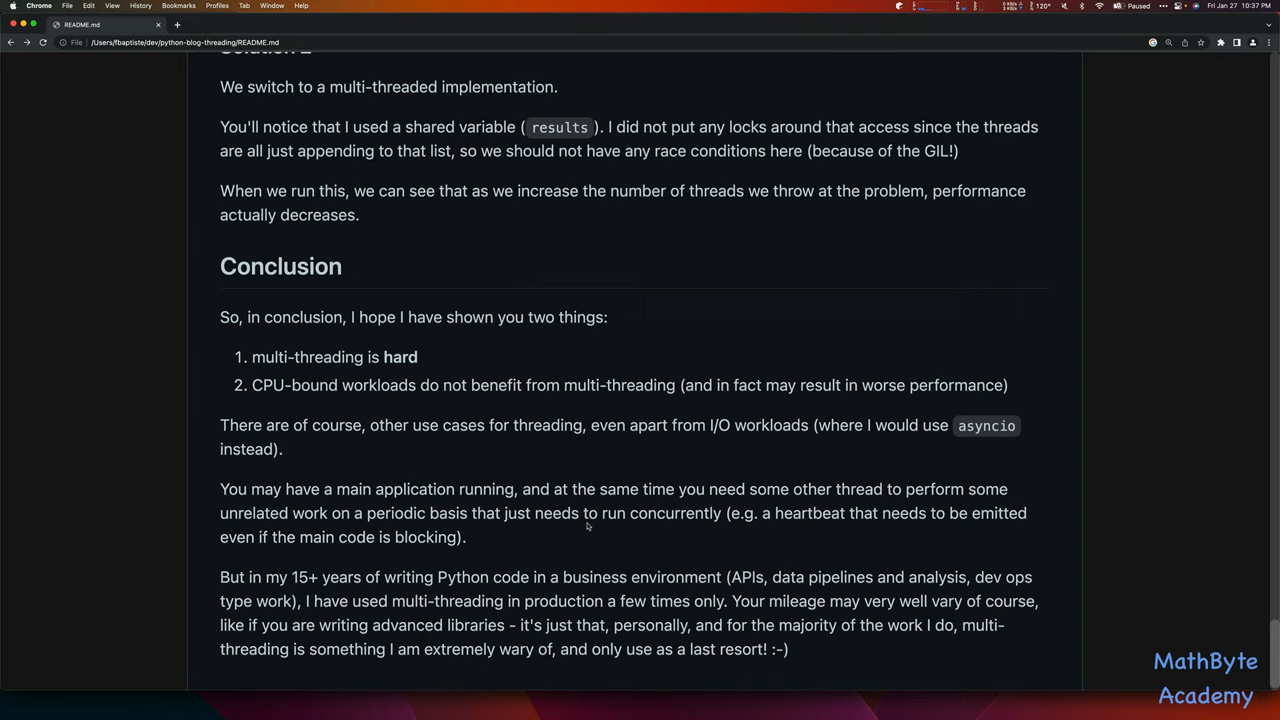 Chrome File Edit View History Bookmarks Profiles Tab Window Help 120° Paused Fri Jan 27 10:37 PM
README.md
/Users/fbaptiste/dev/python-blog-threading/README.md
We switch to a multi-threaded implementation.
You'll notice that I used a shared variable ( results ). I did not put any locks around that access since the threads
are all just appending to that list, so we should not have any race conditions here (because of the GIL!)
When we run this, we can see that as we increase the number of threads we throw at the problem, performance
actually decreases.
Conclusion
So, in conclusion, I hope I have shown you two things:
1. multi-threading is hard
2. CPU-bound workloads do not benefit from multi-threading (and in fact may result in worse performance)
There are of course, other use cases for threading, even apart from I/O workloads (where I would use asyncio
instead).
You may have a main application running, and at the same time you need some other thread to perform some
unrelated work on a periodic basis that just needs to run concurrently (e.g. a heartbeat that needs to be emitted
even if the main code is blocking).
But in my 15+ years of writing Python code in a business environment (APIs, data pipelines and analysis, dev ops
type work), I have used multi-threading in production a few times only. Your mileage may very well vary of course,
like if you are writing advanced libraries - it's just that, personally, and for the majority of the work I do, multi-
threading is something I am extremely wary of, and only use as a last resort! :-)
MathByte
Academy